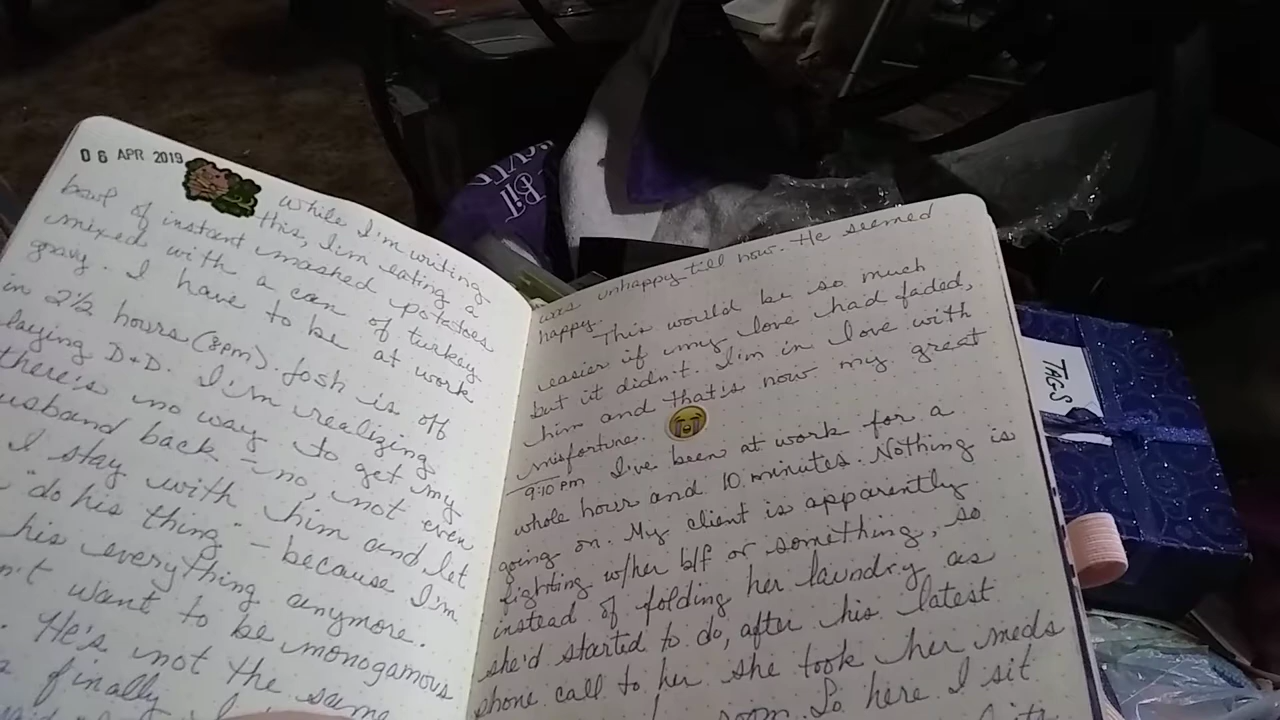 06 APR 2019
While I'm writing
this, I'm eating a
bowl of instant mashed potatoes
mixed with a can of turkey
gravy. I have to be at work
in 2½ hours (8pm). Josh is off
laying D+D. I'm realizing
there's no way to get my
usband back – no, not even
I stay with him and let
"do his thing" – because I'm
his everything anymore.
n't want to be monogamous
. He's not the same
finally
was unhappy till now. He seemed
happy.
This would be so much
easier if my love had faded,
but it didn't. I'm in love with
him and that's now my great
misfortune.
9:10 pm I've been at work for a
whole hour and 10 minutes. Nothing is
going on. My client is apparently
fighting w/her b/f or something, so
instead of folding her laundry as
she'd started to do, after his latest
phone call to her she took her meds
room. So here I sit
TAGS